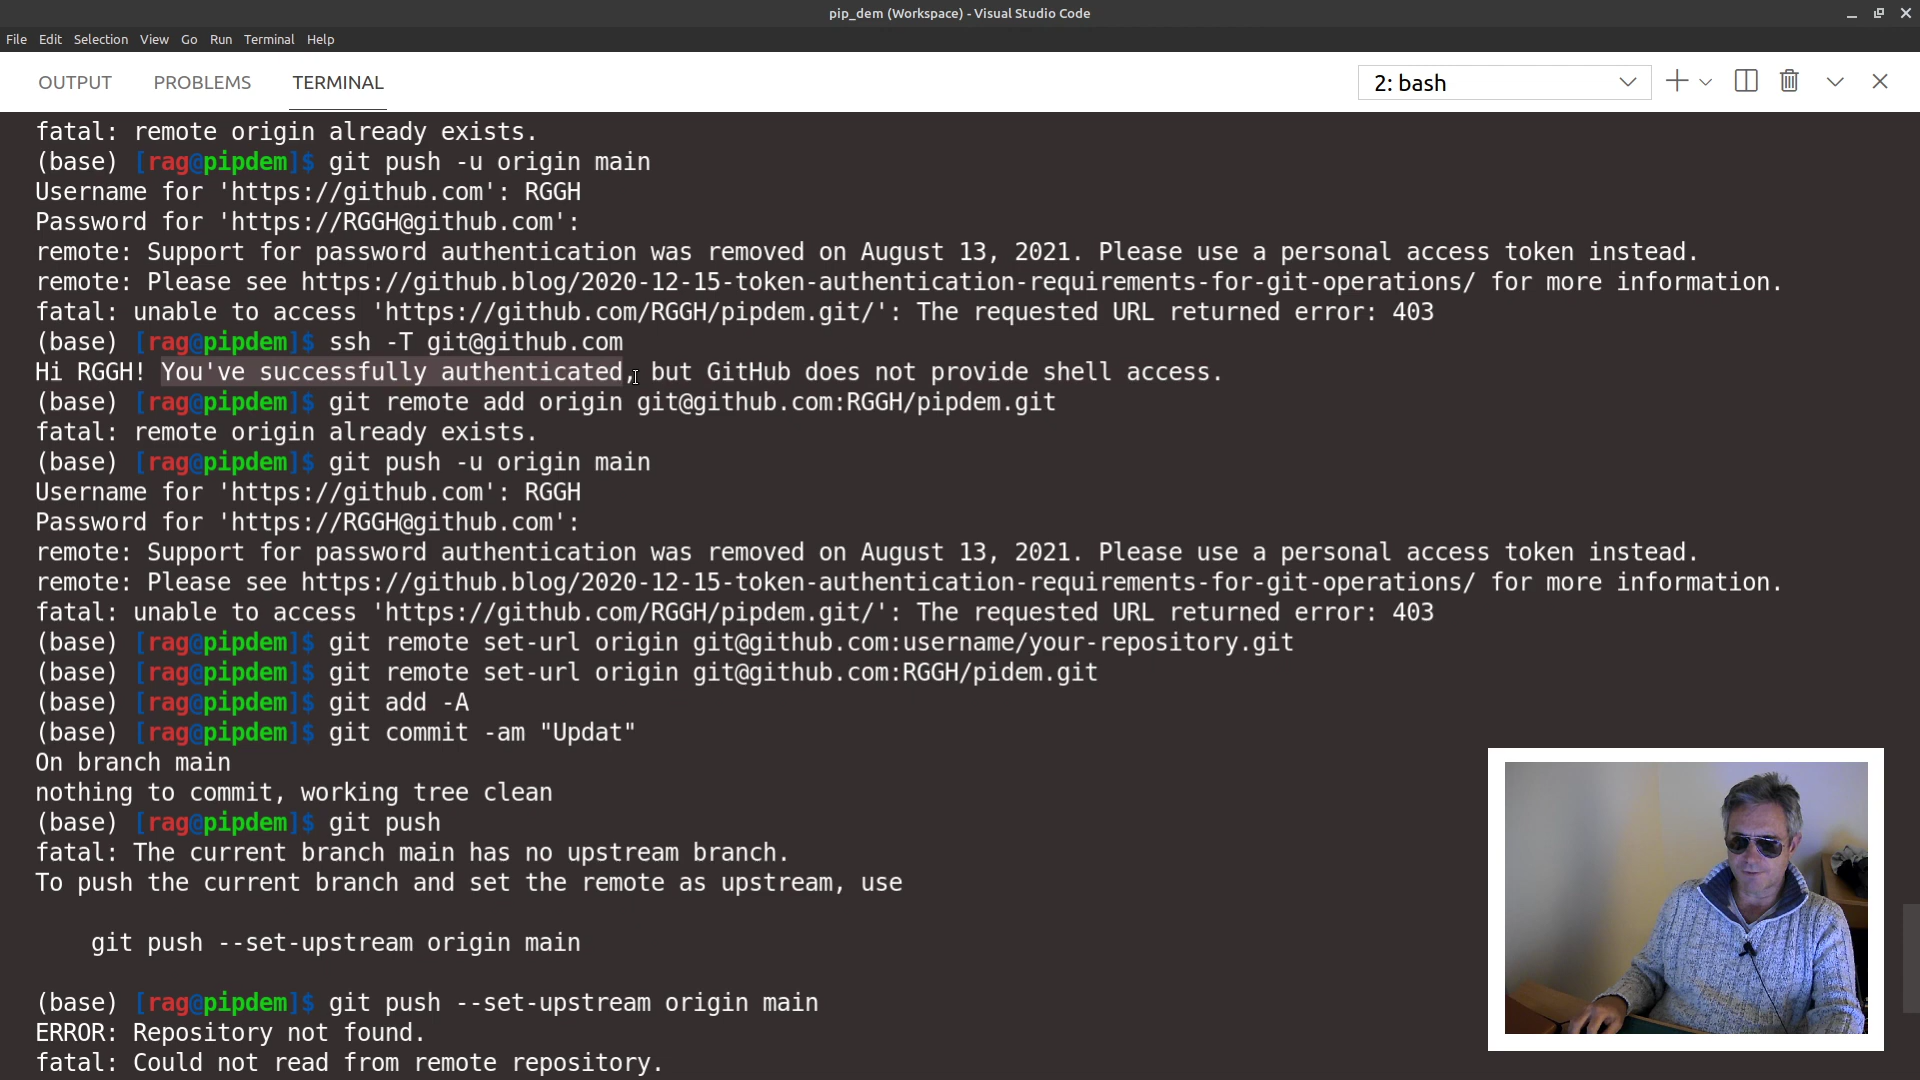 pip_dem (Workspace) - Visual Studio Code
File Edit Selection View Go Run Terminal Help
OUTPUT PROBLEMS TERMINAL 2: bash
fatal: remote origin already exists.
(base) [rag@pipdem]$ git push -u origin main
Username for 'https://github.com': RGGH
Password for 'https://RGGH@github.com':
remote: Support for password authentication was removed on August 13, 2021. Please use a personal access token instead.
remote: Please see https://github.blog/2020-12-15-token-authentication-requirements-for-git-operations/ for more information.
fatal: unable to access 'https://github.com/RGGH/pipdem.git/': The requested URL returned error: 403
(base) [rag@pipdem]$ ssh -T git@github.com
Hi RGGH! You've successfully authenticated, but GitHub does not provide shell access.
(base) [rag@pipdem]$ git remote add origin git@github.com:RGGH/pipdem.git
fatal: remote origin already exists.
(base) [rag@pipdem]$ git push -u origin main
Username for 'https://github.com': RGGH
Password for 'https://RGGH@github.com':
remote: Support for password authentication was removed on August 13, 2021. Please use a personal access token instead.
remote: Please see https://github.blog/2020-12-15-token-authentication-requirements-for-git-operations/ for more information.
fatal: unable to access 'https://github.com/RGGH/pipdem.git/': The requested URL returned error: 403
(base) [rag@pipdem]$ git remote set-url origin git@github.com:username/your-repository.git
(base) [rag@pipdem]$ git remote set-url origin git@github.com:RGGH/pidem.git
(base) [rag@pipdem]$ git add -A
(base) [rag@pipdem]$ git commit -am "Updat"
On branch main
nothing to commit, working tree clean
(base) [rag@pipdem]$ git push
fatal: The current branch main has no upstream branch.
To push the current branch and set the remote as upstream, use
git push --set-upstream origin main
(base) [rag@pipdem]$ git push --set-upstream origin main
ERROR: Repository not found.
fatal: Could not read from remote repository.